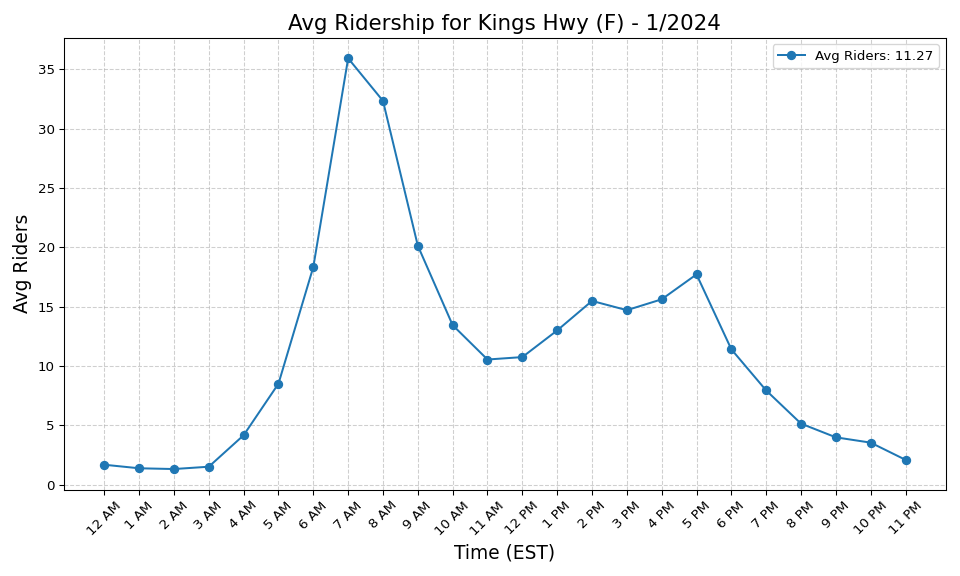 Avg Ridership for Kings Hwy (F) - 1/2024
Avg Riders: 11.27
Avg Riders
35
30
25
20
15
10
5
0
12 AM 1 AM 2 AM 3 AM 4 AM 5 AM 6 AM 7 AM 8 AM 9 AM 10 AM 11 AM 12 PM 1 PM 2 PM 3 PM 4 PM 5 PM 6 PM 7 PM 8 PM 9 PM 10 PM 11 PM
Time (EST)